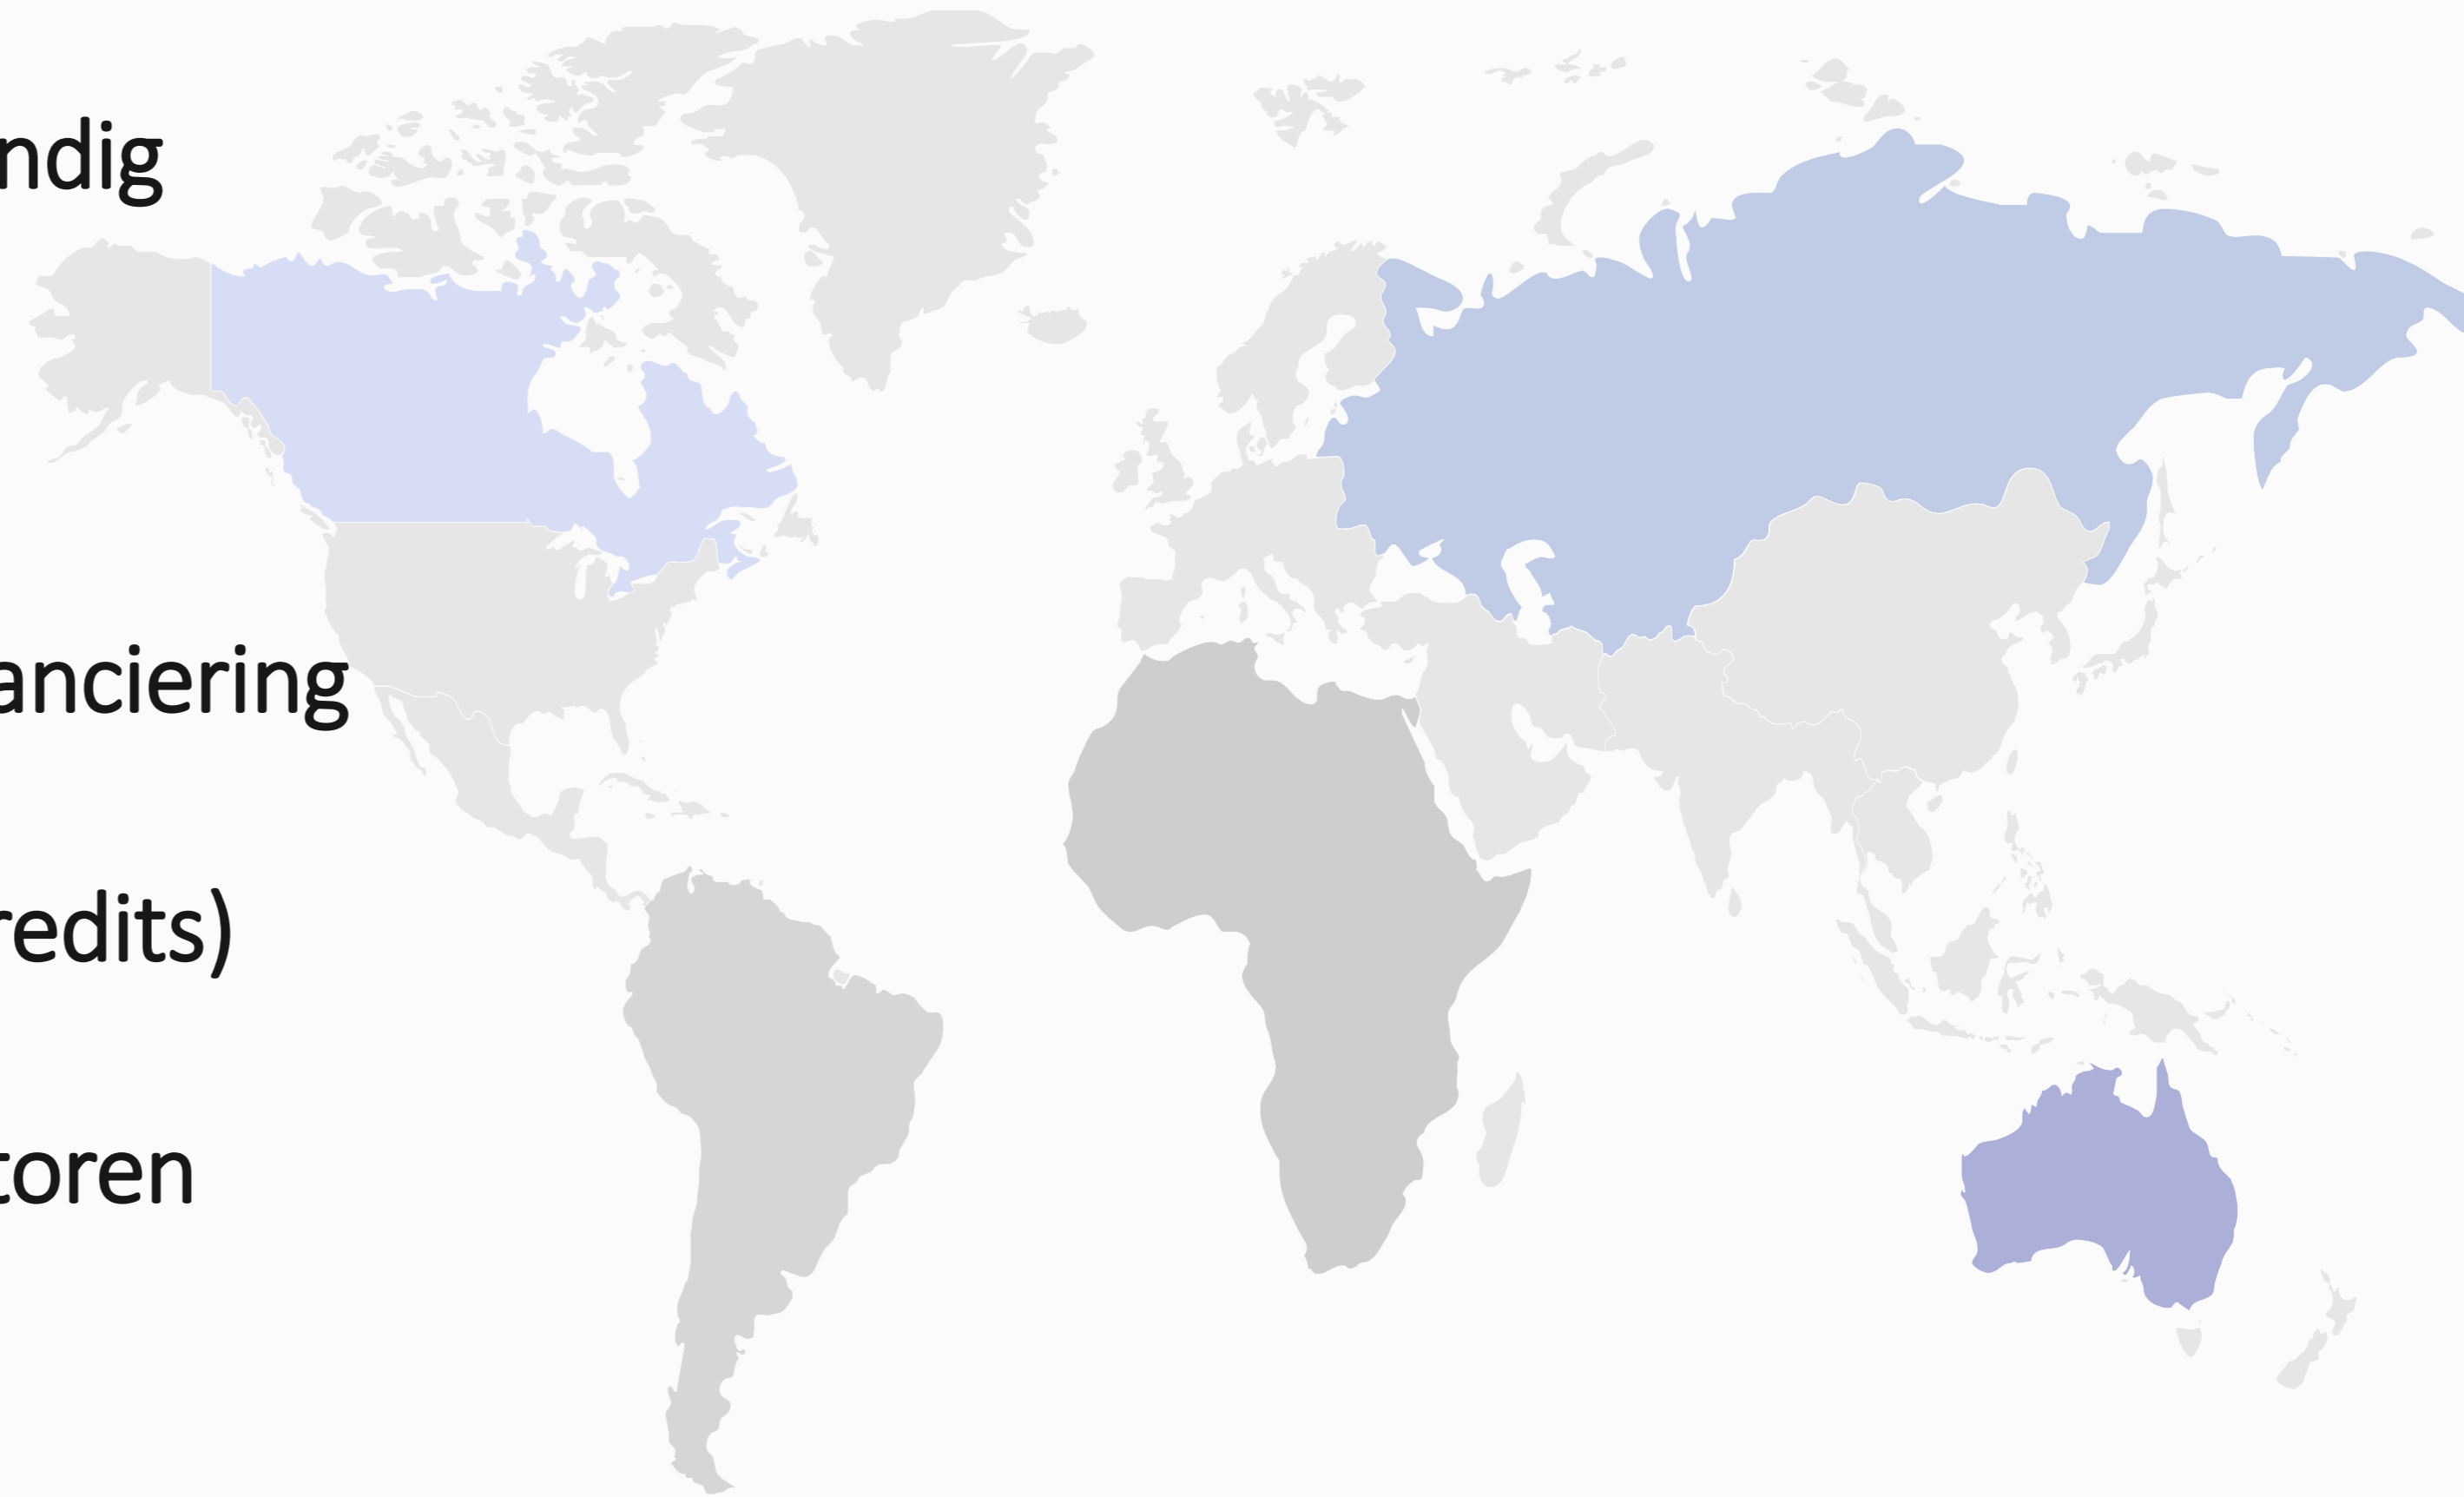 ndig
anciering
redits)
toren